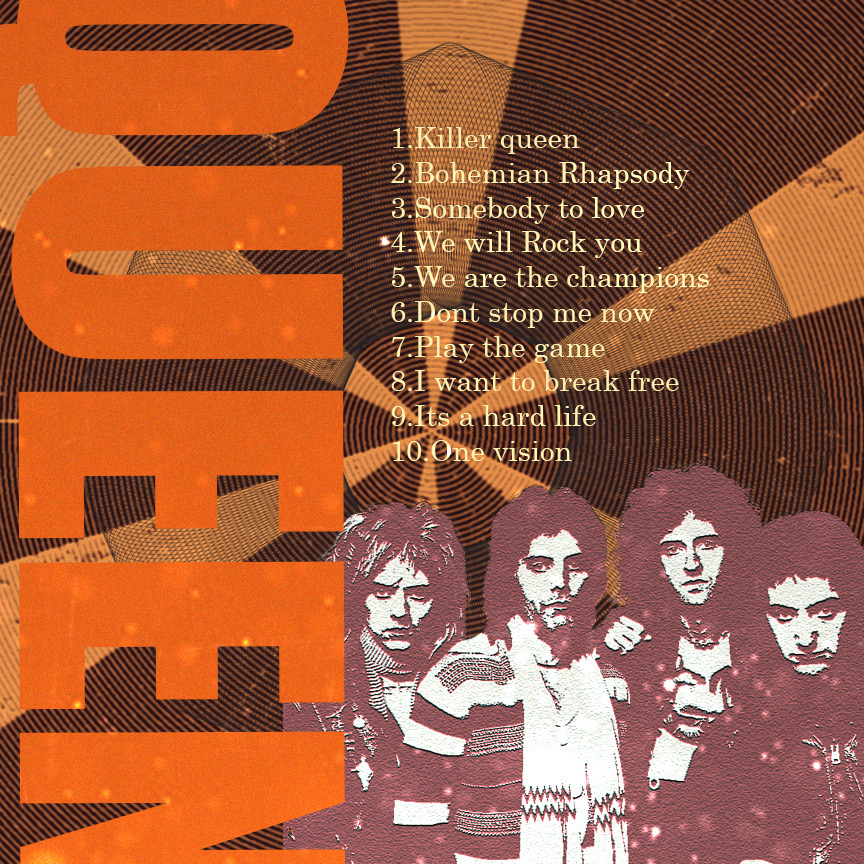 QUEEN
1.Killer queen
2.Bohemian Rhapsody
3.Somebody to love
4.We will Rock you
5.We are the champions
6.Dont stop me now
7.Play the game
8.I want to break free
9.Its a hard life
10.One vision